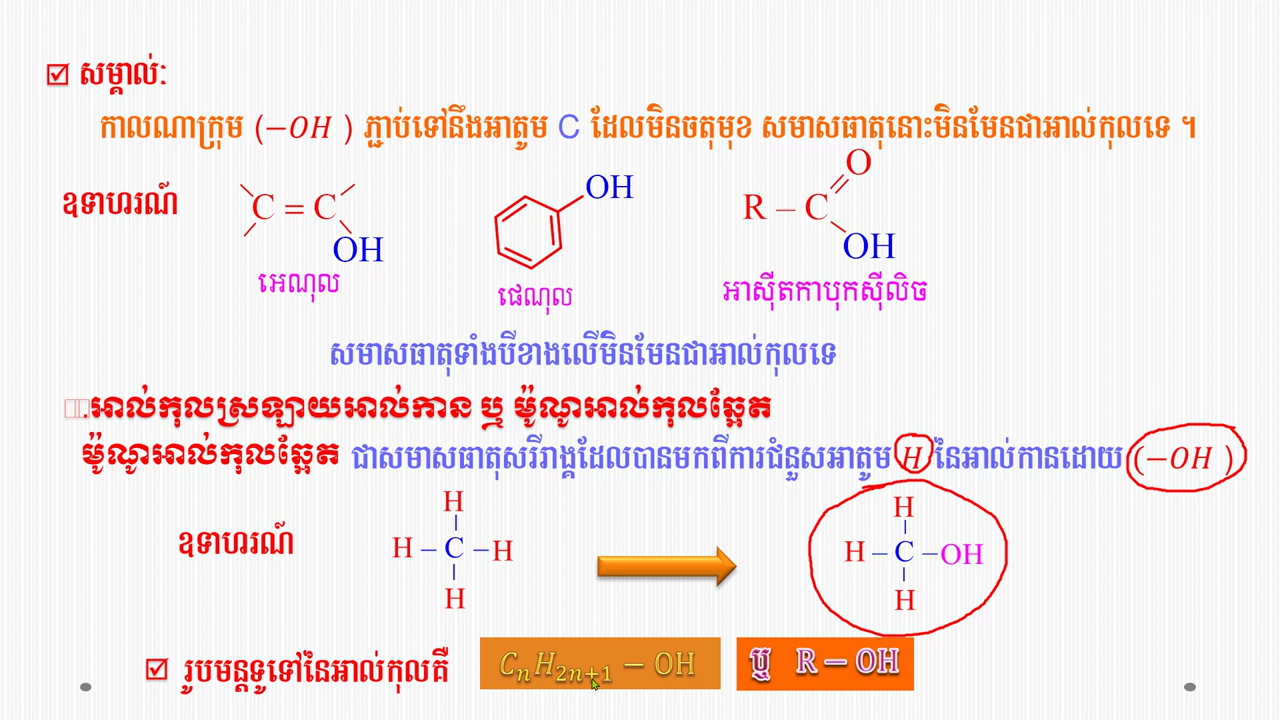 ☑ សម្គាល់:
កាលណាក្រុម (−OH ) ភ្ជាប់ទៅនឹងអាតូម C ដែលមិនចតុមុខ សមាសធាតុនោះមិនមែនជាអាល់កុលទេ ។
ឧទាហរណ៍
C = C
OH
OH
R – C
O
OH
អេណុល
ផេណុល
អាស៊ីតកាបុកស៊ីលិច
សមាសធាតុទាំងបីខាងលើមិនមែនជាអាល់កុលទេ
.អាល់កុលស្រឡាយអាល់កាន ឬ ម៉ូណូអាល់កុលឆ្អែត
ម៉ូណូអាល់កុលឆ្អែត ជាសមាសធាតុសរីរាង្គដែលបានមកពីការជំនួសអាតូម H នៃអាល់កានដោយ (−OH )
ឧទាហរណ៍
H
H – C – H
H
H
H – C – OH
H
☑ រូបមន្តទូទៅនៃអាល់កុលគឺ CₙH₂ₙ₊₁ − OH ឬ R − OH